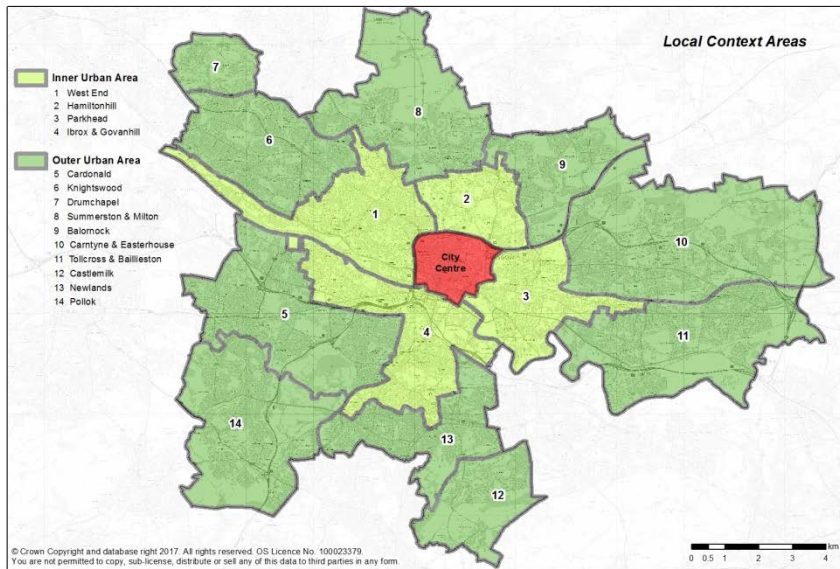 Local Context Areas
Inner Urban Area
1 West End
2 Hamiltonhill
3 Parkhead
4 Ibrox & Govanhill
Outer Urban Area
5 Cardonald
6 Knightswood
7 Drumchapel
8 Summerston & Milton
9 Balornock
10 Carntyne & Easterhouse
11 Tollcross & Baillieston
12 Castlemilk
13 Newlands
14 Pollok
7
8
6
9
1
2
10
City
Centre
3
5
4
11
14
13
12
© Crown Copyright and database right 2017. All rights reserved. OS Licence No. 100023379.
You are not permitted to copy, sub-license, distribute or sell any of this data to third parties in any form.
km
0 0.5 1 2 3 4